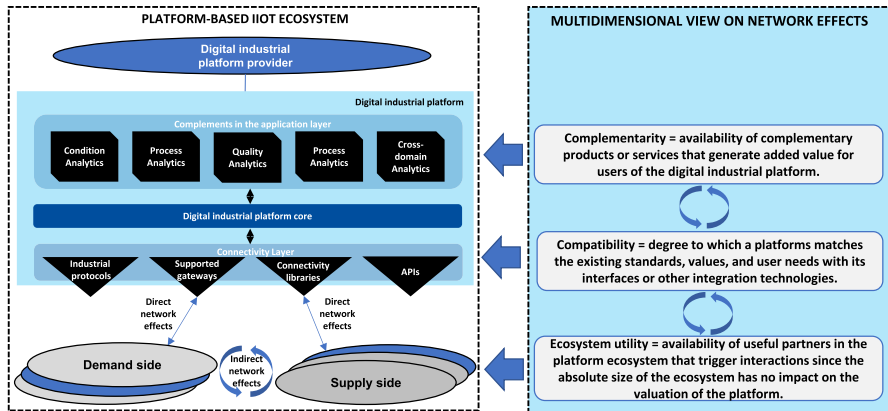 PLATFORM-BASED IIOT ECOSYSTEM
Digital industrial
platform provider
Digital industrial platform
Complements in the application layer
Condition
Analytics
Process
Analytics
Quality
Analytics
Process
Analytics
Cross-
domain
Analytics
Digital industrial platform core
Connectivity Layer
Industrial
protocols
Supported
gateways
Connectivity
libraries
APIs
Direct
network
effects
Direct
network
effects
Demand side
Indirect
network
effects
Supply side
MULTIDIMENSIONAL VIEW ON NETWORK EFFECTS
Complementarity = availability of complementary
products or services that generate added value for
users of the digital industrial platform.
Compatibility = degree to which a platforms matches
the existing standards, values, and user needs with its
interfaces or other integration technologies.
Ecosystem utility = availability of useful partners in the
platform ecosystem that trigger interactions since the
absolute size of the ecosystem has no impact on the
valuation of the platform.